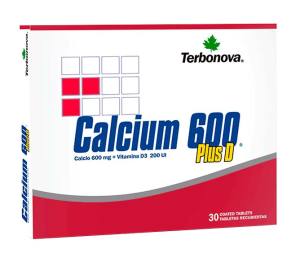 Terbonova®
Calcium 600
Plus D®
Calcio 600 mg + Vitamina D3 200 UI
30 COATED TABLETS
TABLETAS RECUBIERTAS